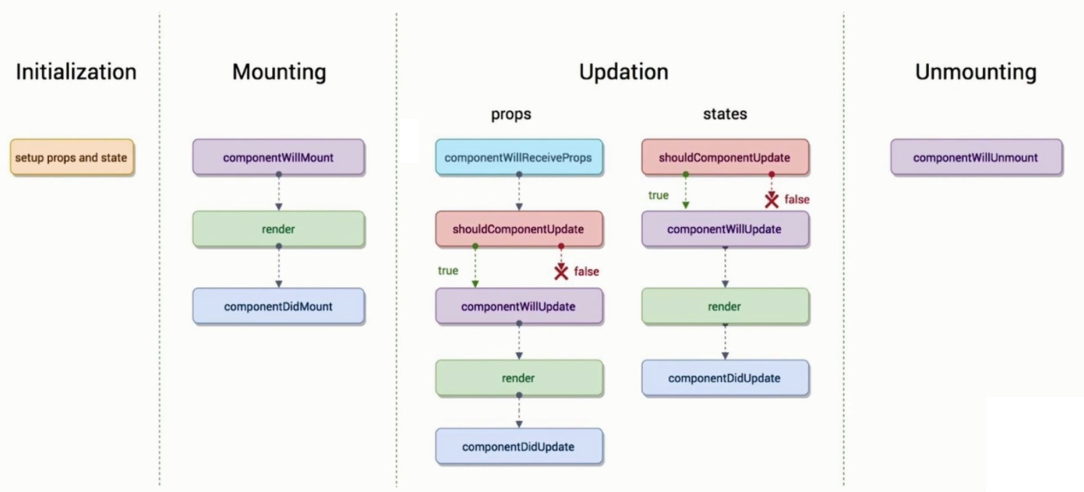 Initialization
Mounting
Updation
Unmounting
props
states
setup props and state
componentWillMount
render
componentDidMount
componentWillReceiveProps
shouldComponentUpdate
true
false
componentWillUpdate
render
componentDidUpdate
shouldComponentUpdate
true
false
componentWillUpdate
render
componentDidUpdate
componentWillUnmount